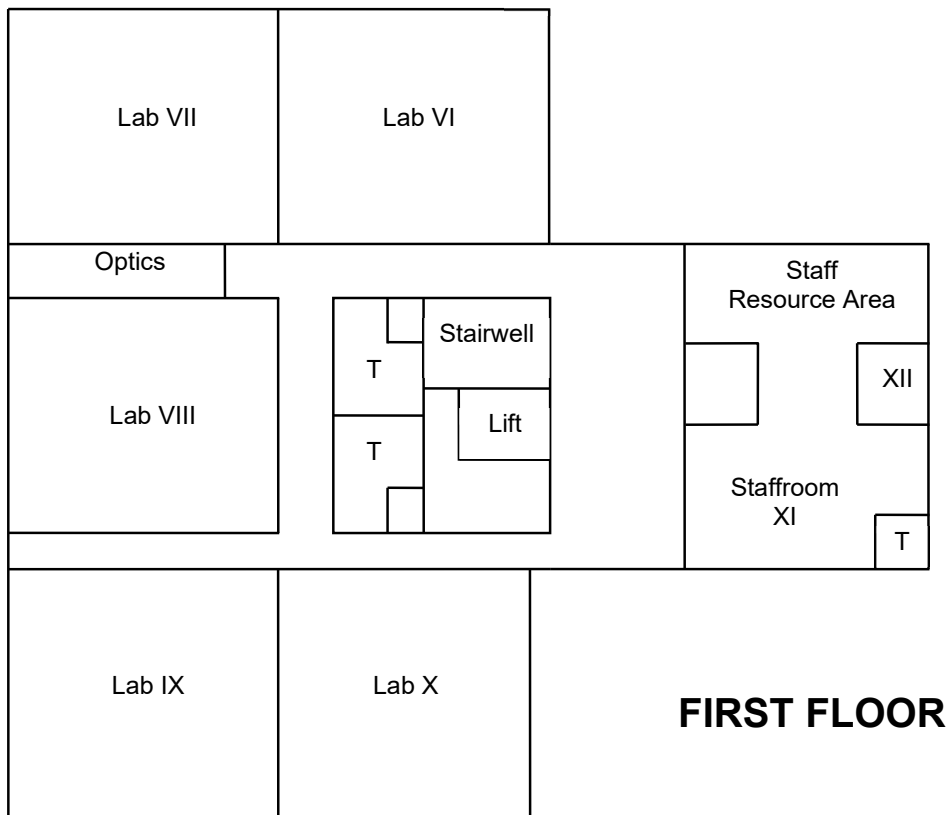 Lab VII
Lab VI
Optics
Staff
Resource Area
Stairwell
T
XII
Lab VIII
Lift
T
Staffroom
XI
T
Lab IX
Lab X
FIRST FLOOR